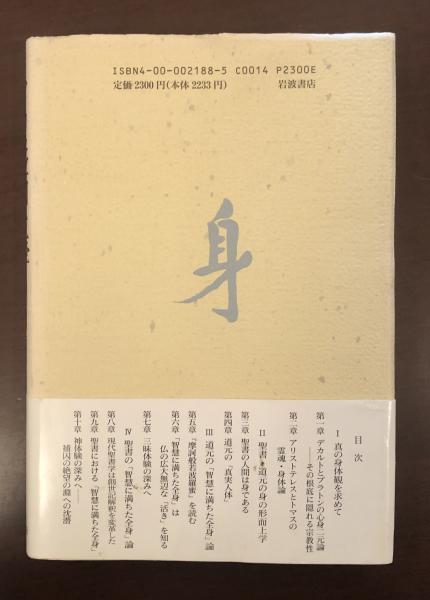 ISBN4-00-002188-5 C0014 P2300E
定価2300円(本体2233円) 岩波書店
身
目次
Ⅰ 真の身体観を求めて
第一章 デカルトとプラトンの心身二元論
――その根底に隠れる宗教性
第二章 アリストテレスとトマスの
霊魂・身体論
Ⅱ 聖書と道元の身の形而上学
第三章 聖書の人間は身である
第四章 道元の「真実人体」
Ⅲ 道元の「智慧に満ちた全身」論
第五章 「摩訶般若波羅蜜」を読む
第六章 「智慧に満ちた全身」は
仏の広大無辺な「活き」を知る
第七章 三昧体験の深みへ
Ⅳ 聖書の「智慧に満ちた全身」論
第八章 現代聖書学は創世記解釈を変革した
第九章 聖書における「智慧に満ちた全身」
第十章 神体験の深みへ――
捕囚の絶望の淵への沈潜